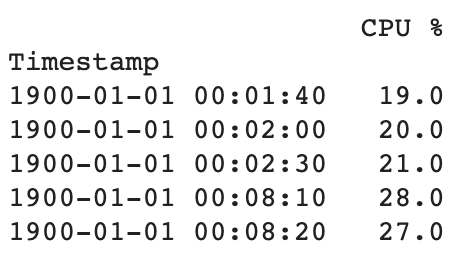 CPU %
Timestamp
1900-01-01 00:01:40 19.0
1900-01-01 00:02:00 20.0
1900-01-01 00:02:30 21.0
1900-01-01 00:08:10 28.0
1900-01-01 00:08:20 27.0